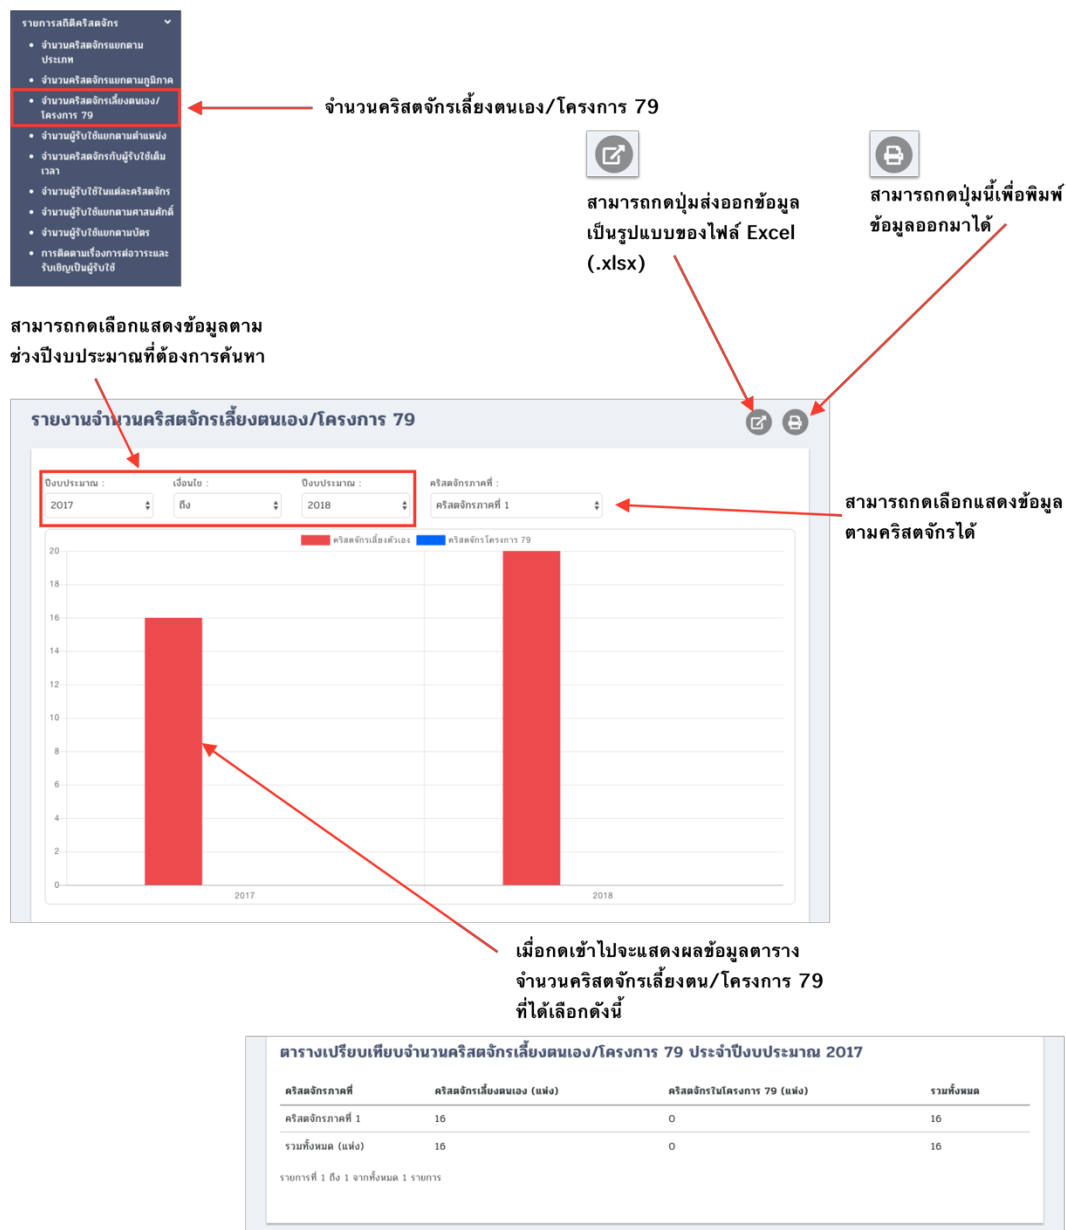 รายการสถิติคริสตจักร
จำนวนคริสตจักรแยกตาม
ประเภท
จำนวนคริสตจักรแยกตามภูมิภาค
จำนวนคริสตจักรเลี้ยงตนเอง/
โครงการ 79
จำนวนผู้รับใช้แยกตามตำแหน่ง
จำนวนคริสตจักรกับผู้รับใช้เต็ม
เวลา
จำนวนผู้รับใช้ในแต่ละคริสตจักร
จำนวนผู้รับใช้แยกตามศาสนศักดิ์
จำนวนผู้รับใช้แยกตามบัตร
การติดตามเรื่องการต่อวาระและ
รับเชิญเป็นผู้รับใช้
จำนวนคริสตจักรเลี้ยงตนเอง/โครงการ 79
สามารถกดปุ่มส่งออกข้อมูล
เป็นรูปแบบของไฟล์ Excel
(.xlsx)
สามารถกดปุ่มนี้เพื่อพิมพ์
ข้อมูลออกมาได้
สามารถกดเลือกแสดงข้อมูลตาม
ช่วงปีงบประมาณที่ต้องการค้นหา
รายงานจำนวนคริสตจักรเลี้ยงตนเอง/โครงการ 79
ปีงบประมาณ : เงื่อนไข : ปีงบประมาณ : คริสตจักรภาคที่ :
2017 ถึง 2018 คริสตจักรภาคที่ 1
สามารถกดเลือกแสดงข้อมูล
ตามคริสตจักรได้
คริสตจักรเลี้ยงตัวเอง คริสตจักรโครงการ 79
20
18
16
14
12
10
8
6
4
2
0
2017 2018
เมื่อกดเข้าไปจะแสดงผลข้อมูลตาราง
จำนวนคริสตจักรเลี้ยงตน/โครงการ 79
ที่ได้เลือกดังนี้
ตารางเปรียบเทียบจำนวนคริสตจักรเลี้ยงตนเอง/โครงการ 79 ประจำปีงบประมาณ 2017
คริสตจักรภาคที่ คริสตจักรเลี้ยงตนเอง (แห่ง) คริสตจักรในโครงการ 79 (แห่ง) รวมทั้งหมด
คริสตจักรภาคที่ 1 16 0 16
รวมทั้งหมด (แห่ง) 16 0 16
รายการที่ 1 ถึง 1 จากทั้งหมด 1 รายการ